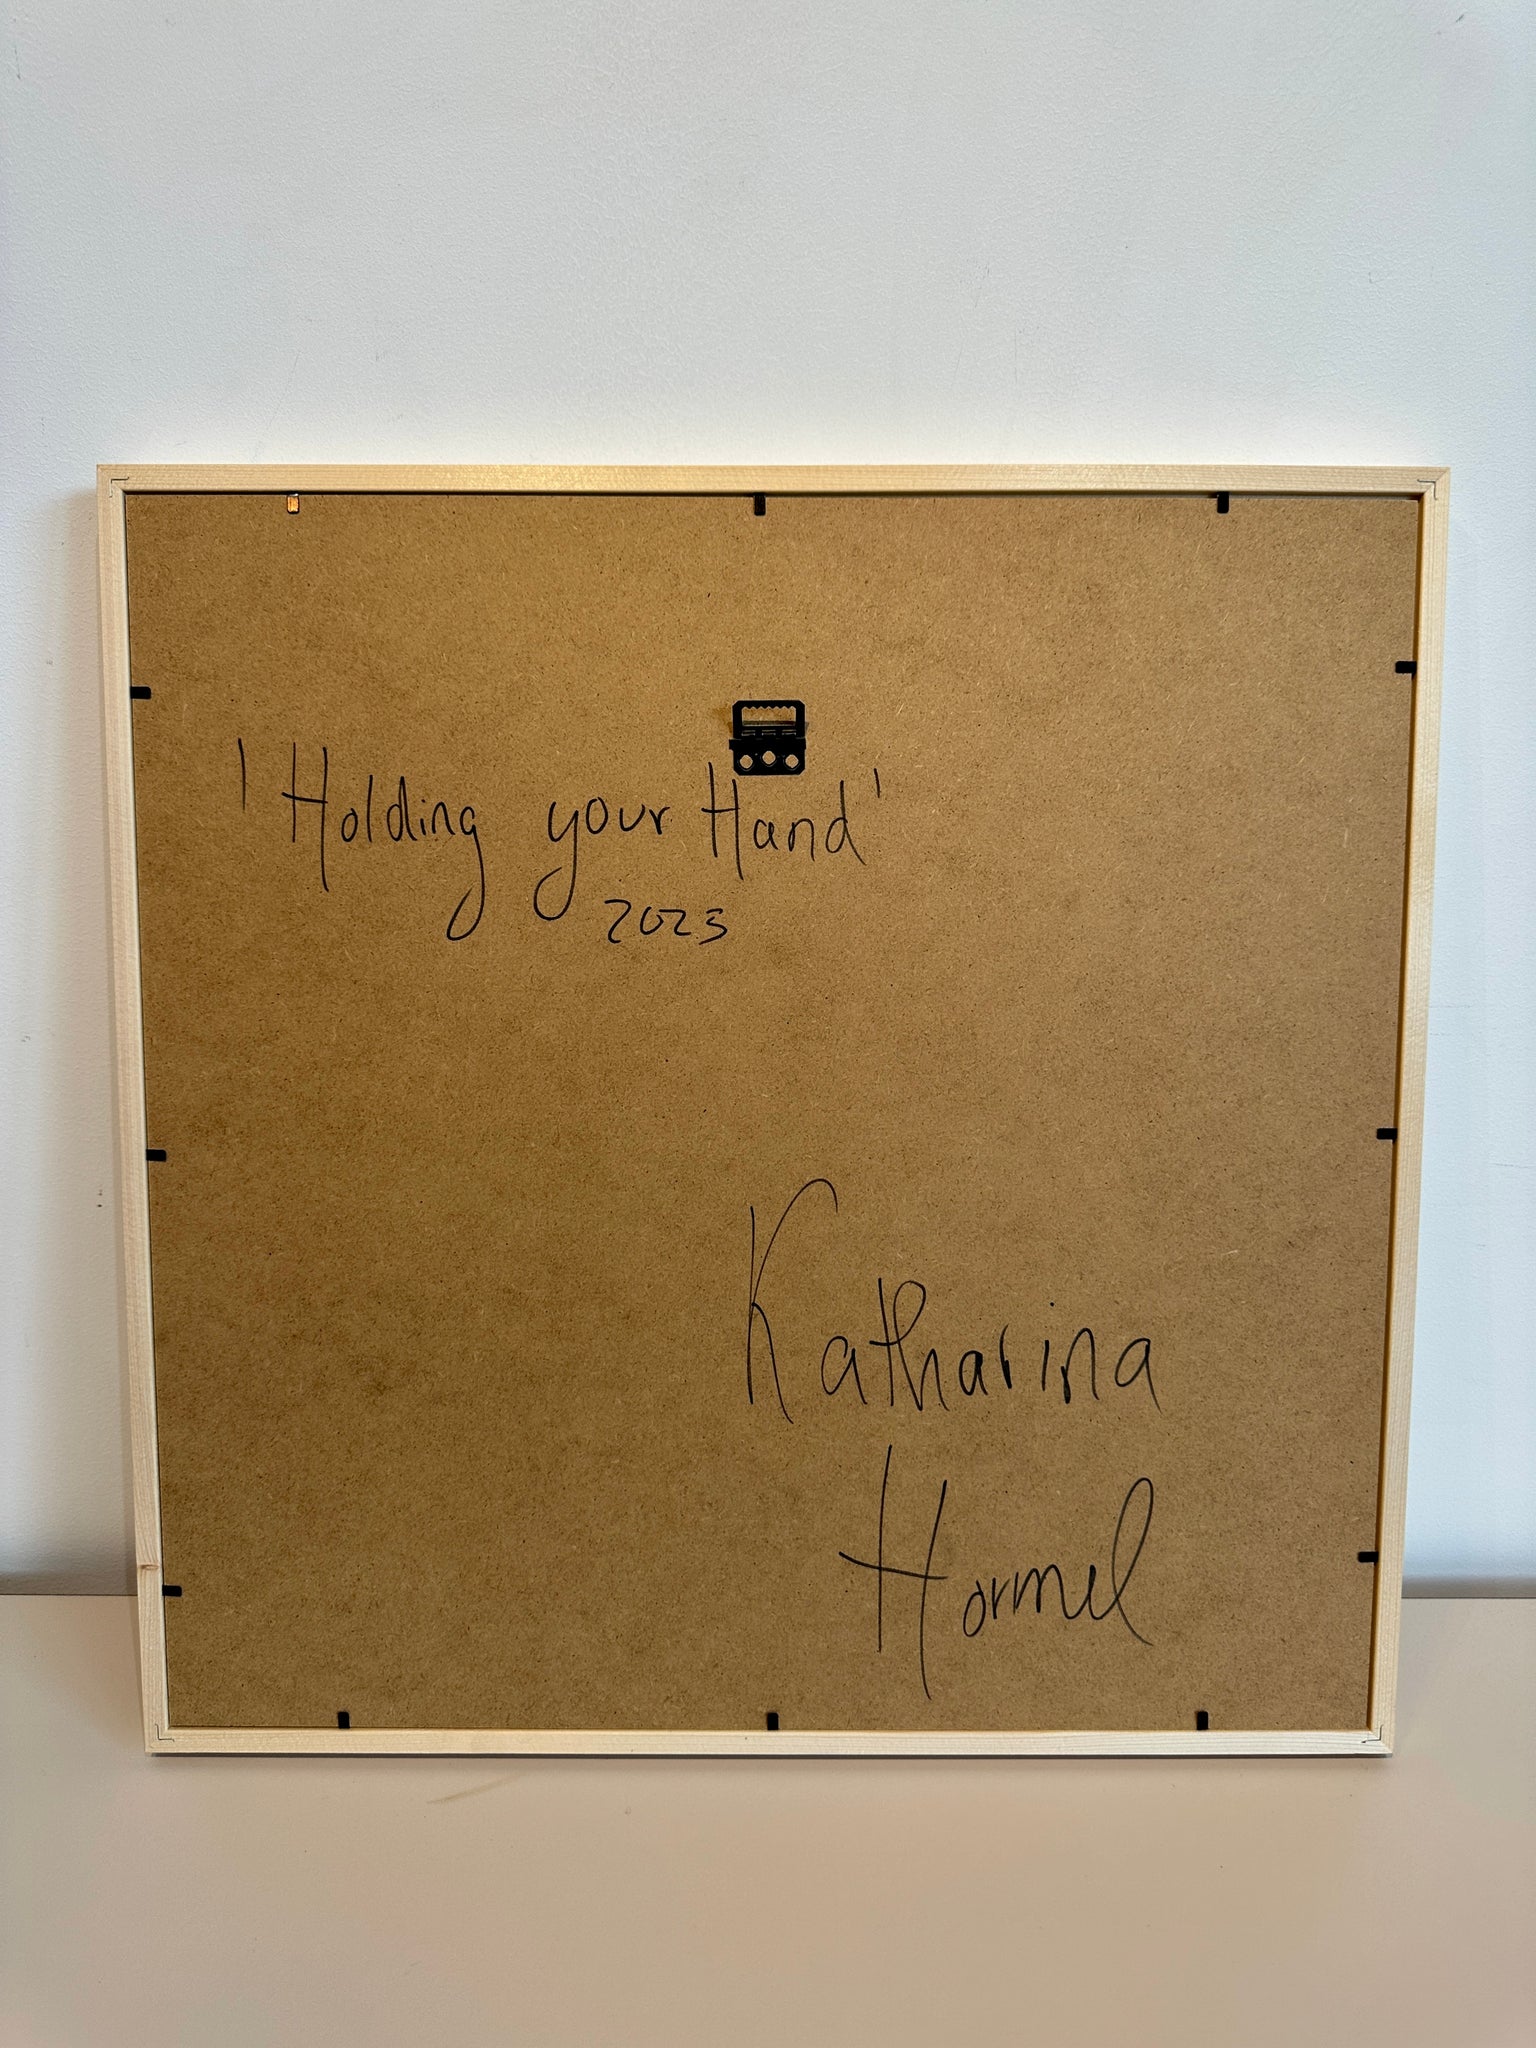 'Holding your Hand'
2023
Katharina
Hormel